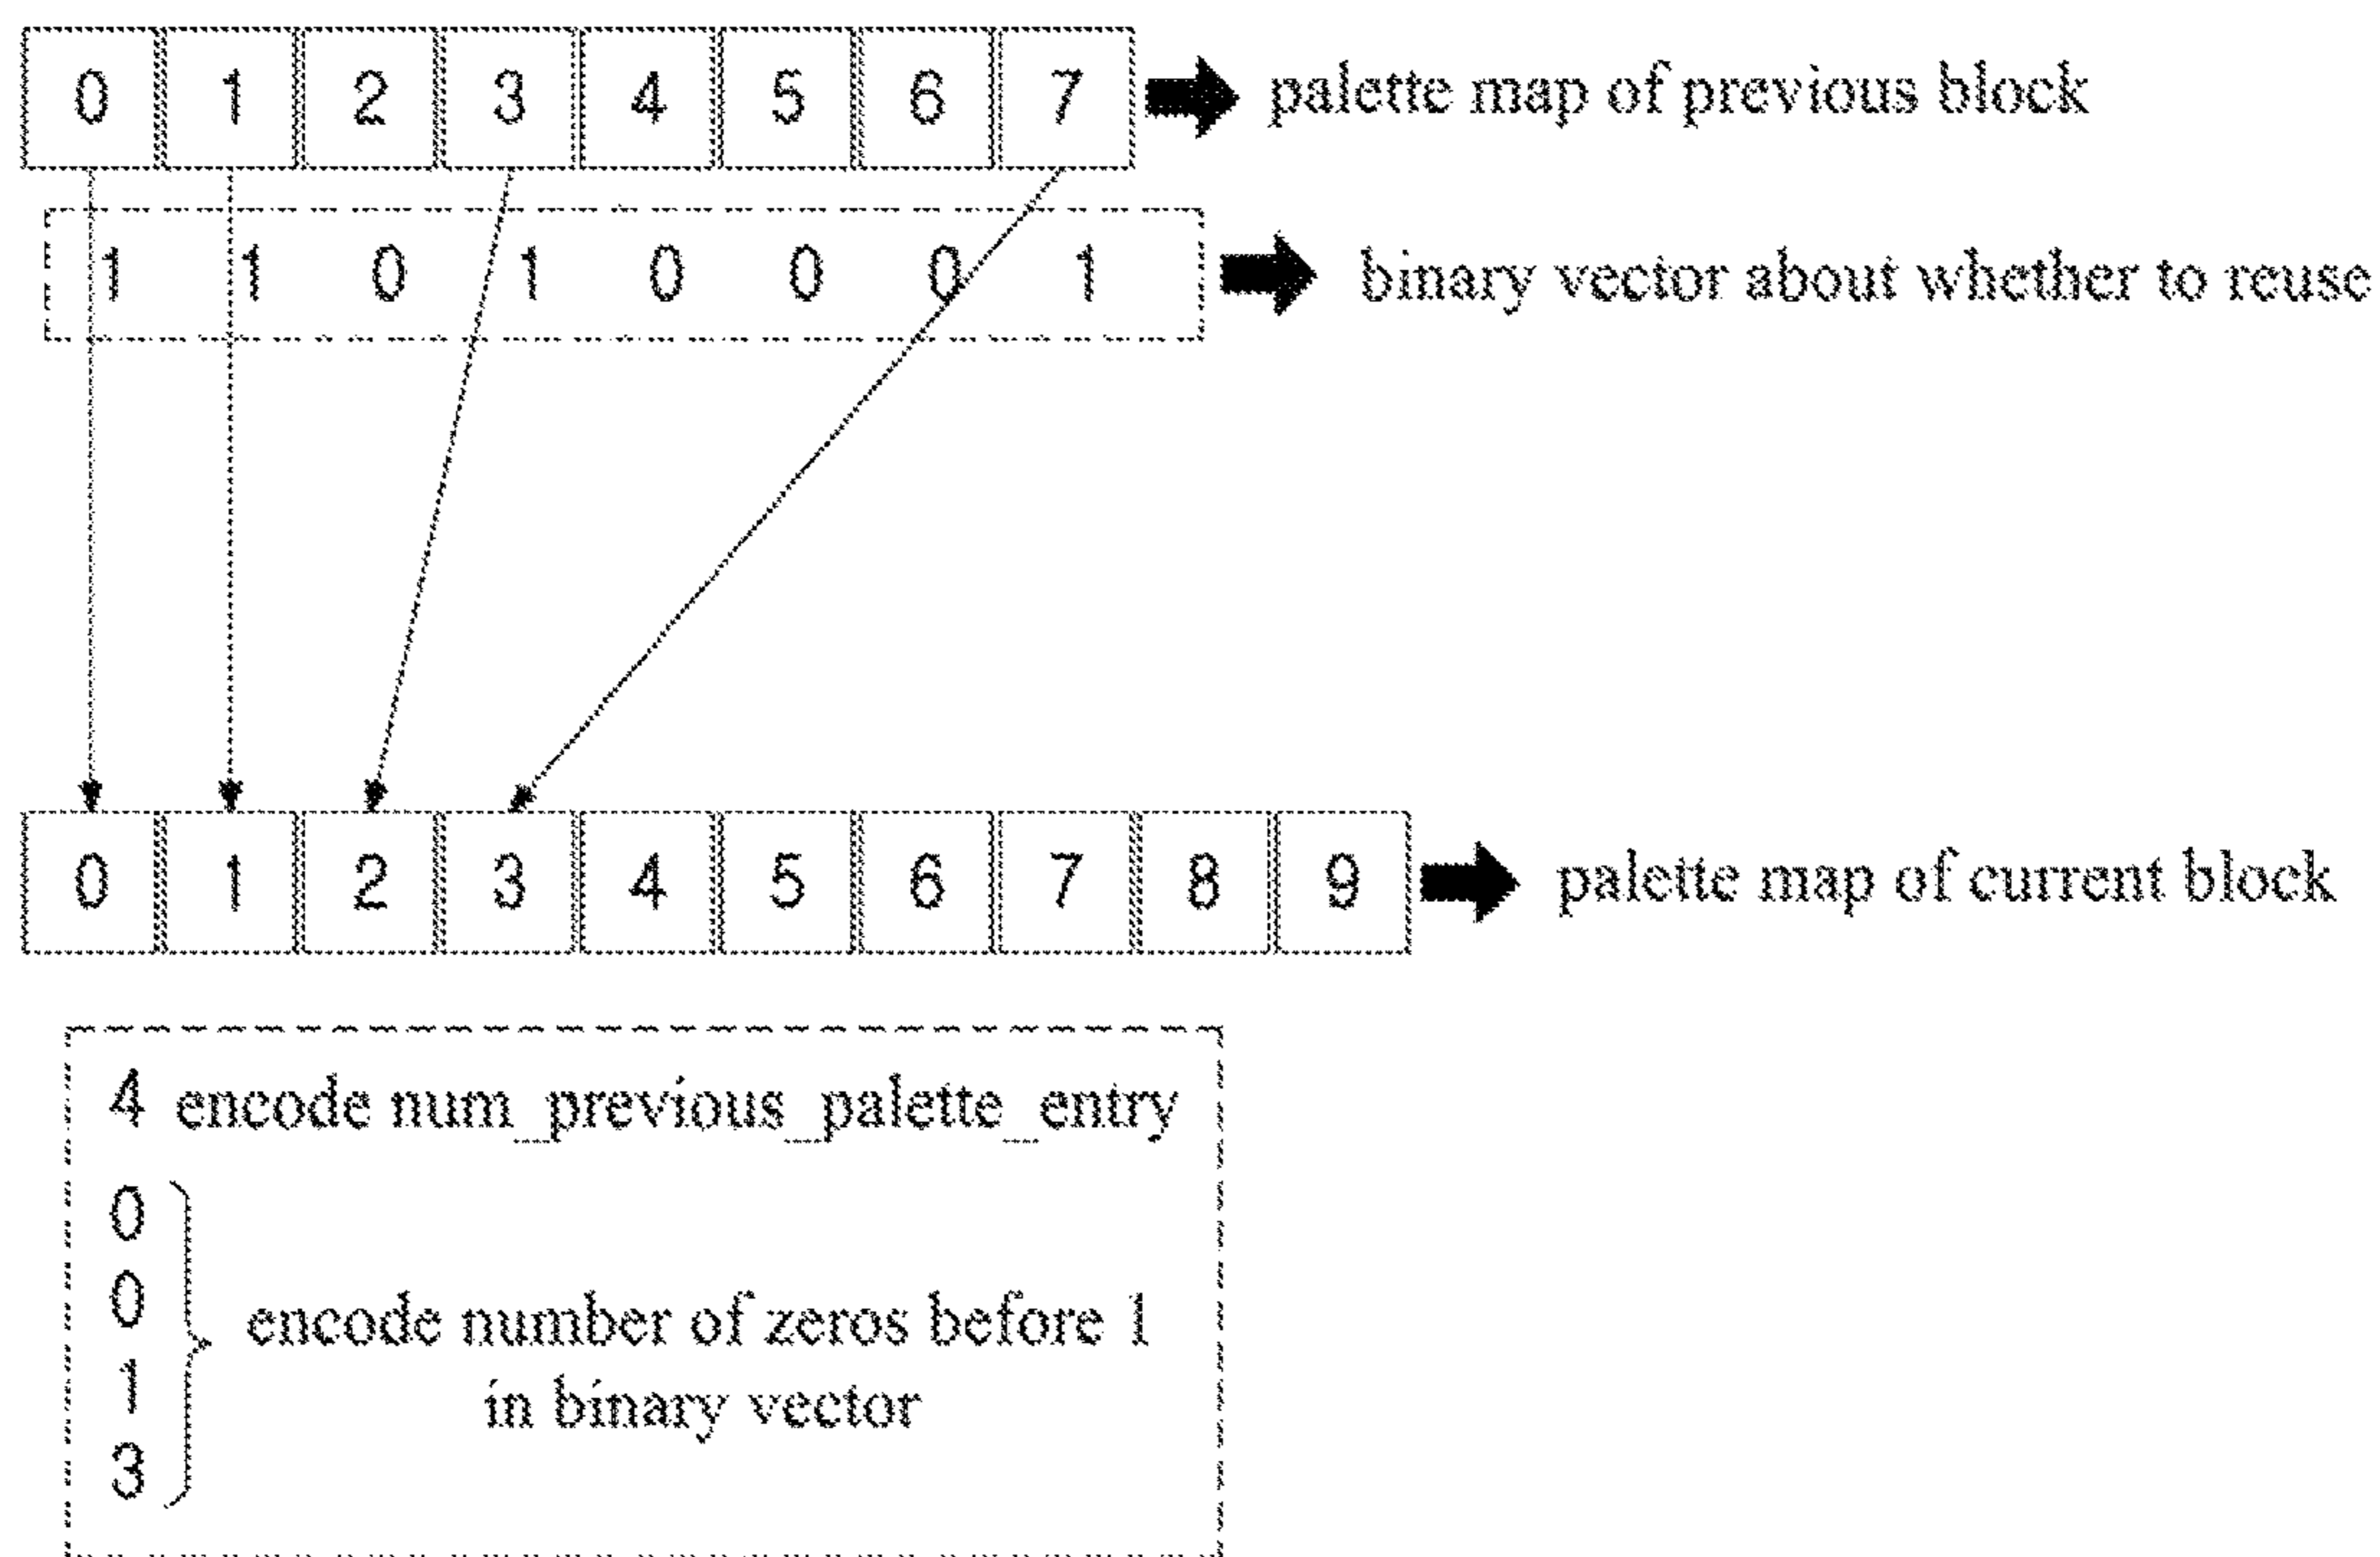 0 1 2 3 4 5 6 7 palette map of previous block
1 1 0 1 0 0 0 1 binary vector about whether to reuse
0 1 2 3 4 5 6 7 8 9 palette map of current block
4 encode num_previous_palette_entry
0
0
encode number of zeros before 1
1
in binary vector
3